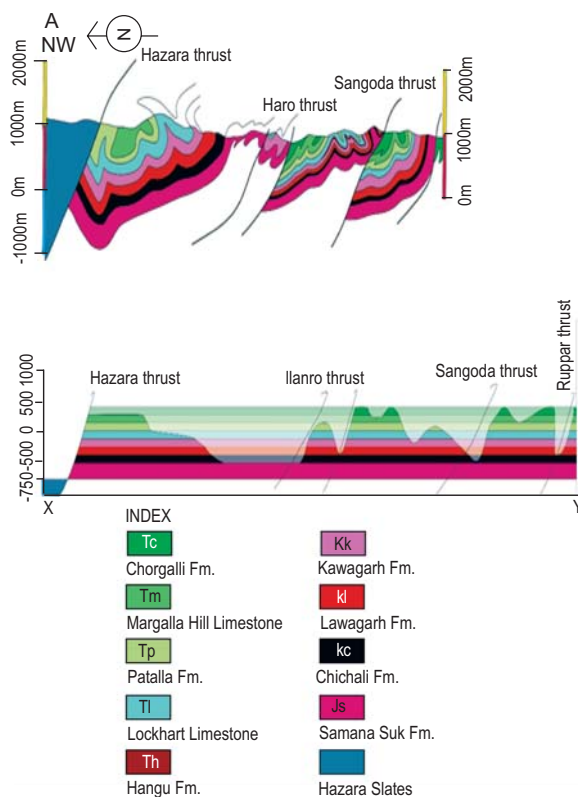 A
NW
N
Hazara thrust
Haro thrust
Sangoda thrust
2000m
1000m
0m
-1000m
2000m
1000m
0m
Hazara thrust
Ilanro thrust
Sangoda thrust
Ruppar thrust
1000
500
0
-500
-750
X
Y
INDEX
Tc
Chorgalli Fm.
Tm
Margalla Hill Limestone
Tp
Patalla Fm.
Tl
Lockhart Limestone
Th
Hangu Fm.
Kk
Kawagarh Fm.
kl
Lawagarh Fm.
kc
Chichali Fm.
Js
Samana Suk Fm.
Hazara Slates